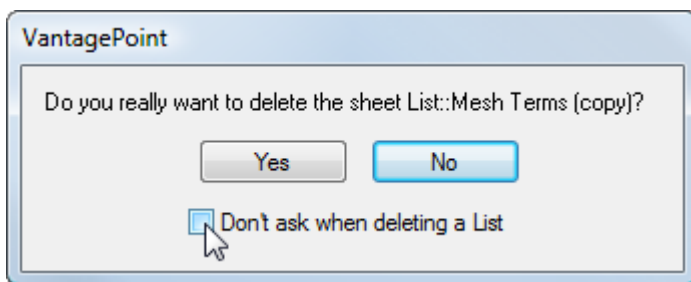 VantagePoint
Do you really want to delete the sheet List::Mesh Terms (copy)?
Yes
No
Don't ask when deleting a List